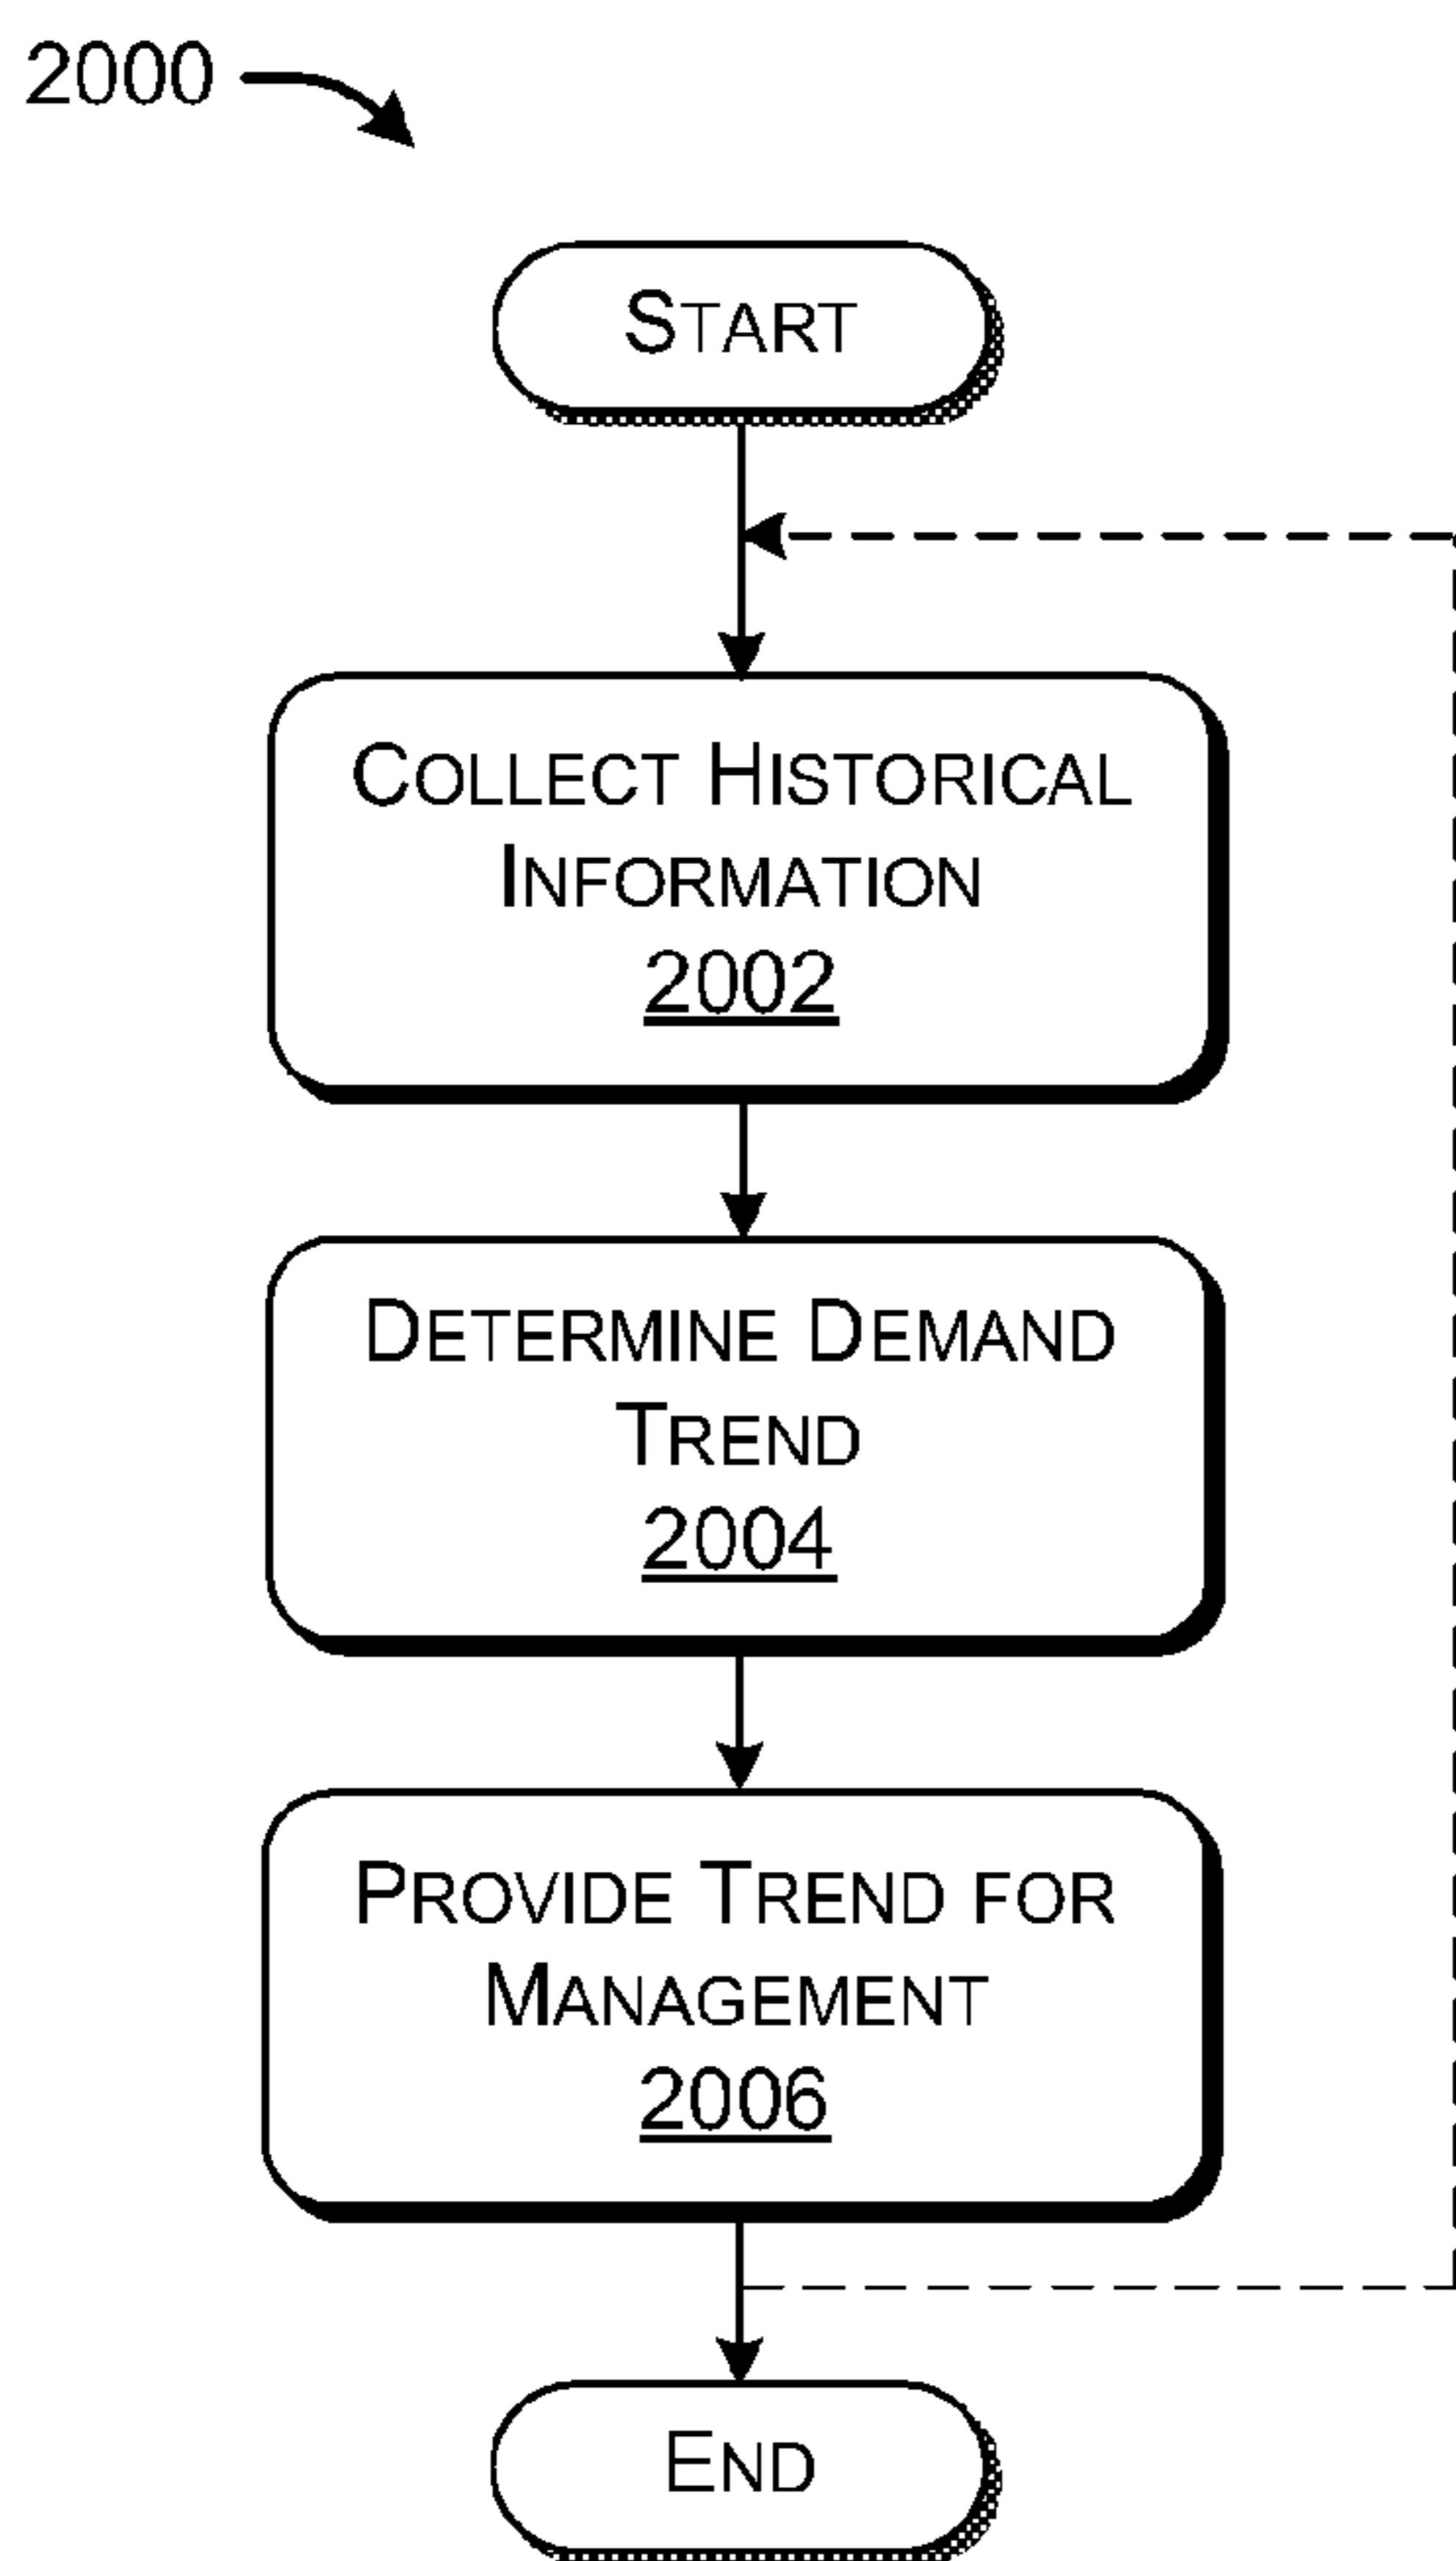 2000
START
COLLECT HISTORICAL
INFORMATION
2002
DETERMINE DEMAND
TREND
2004
PROVIDE TREND FOR
MANAGEMENT
2006
END